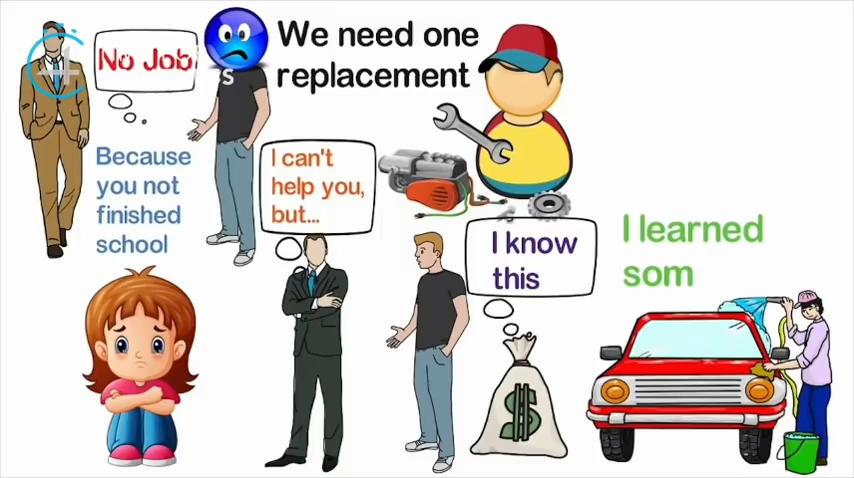 No Job
We need one
replacement
Because
you not
finished
school
I can't
help you,
but...
I know
this
I learned
som
$